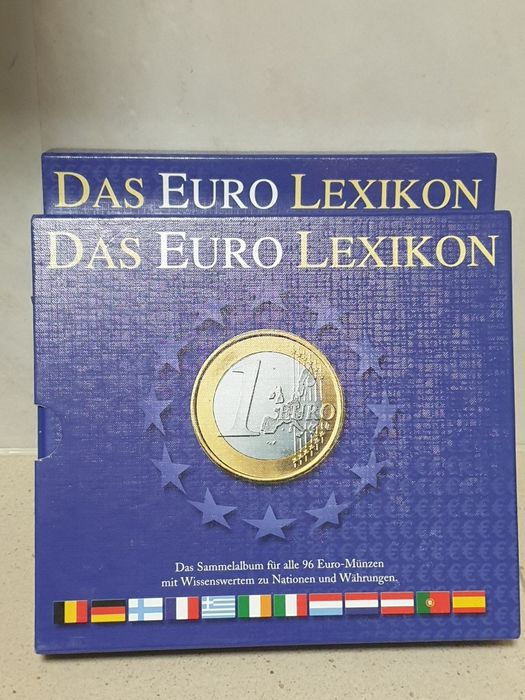 DAS EURO LEXIKON
DAS EURO LEXIKON
1 EURO
Das Sammelalbum für alle 96 Euro-Münzen
mit Wissenswertem zu Nationen und Währungen.